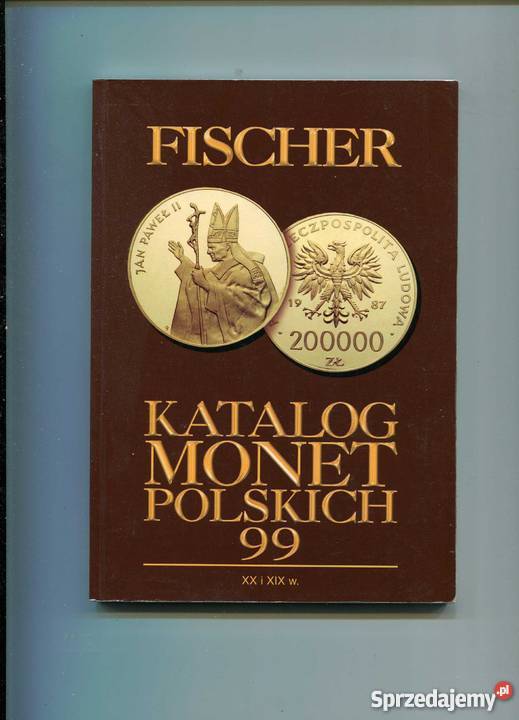 FISCHER
JAN PAWEŁ II
RZECZPOSPOLITA LUDOWA
19 87
200000
ZŁ
KATALOG
MONET
POLSKICH
99
XX i XIX w.
Sprzedajemy.pl